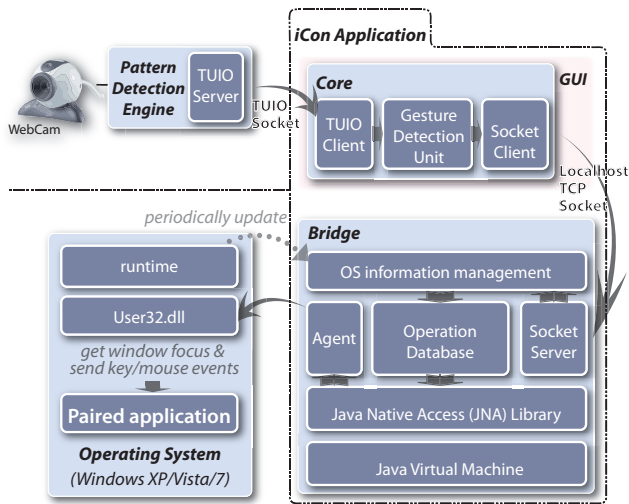 iCon Application
WebCam
Pattern
Detection
Engine
TUIO
Server
TUIO
Socket
Core
GUI
TUIO
Client
Gesture
Detection
Unit
Socket
Client
Localhost
TCP
Socket
periodically update
runtime
User32.dll
get window focus &
send key/mouse events
Paired application
Operating System
(Windows XP/Vista/7)
Bridge
OS information management
Agent
Operation
Database
Socket
Server
Java Native Access (JNA) Library
Java Virtual Machine